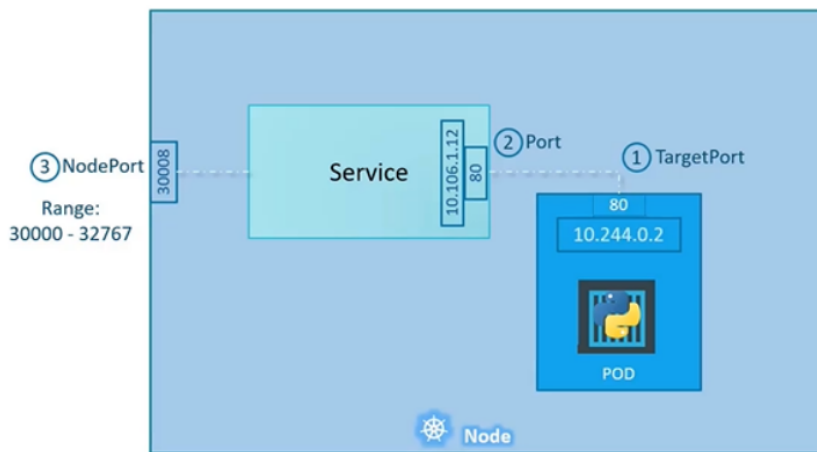 3 NodePort
Range:
30000 - 32767
30008
Service
10.106.1.12
80
2 Port
1 TargetPort
80
10.244.0.2
POD
Node